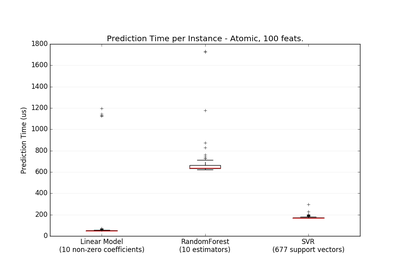 Prediction Time per Instance - Atomic, 100 feats.
1800
1600
1400
1200
1000
800
600
400
200
0
Prediction Time (us)
Linear Model
(10 non-zero coefficients)
RandomForest
(10 estimators)
SVR
(677 support vectors)